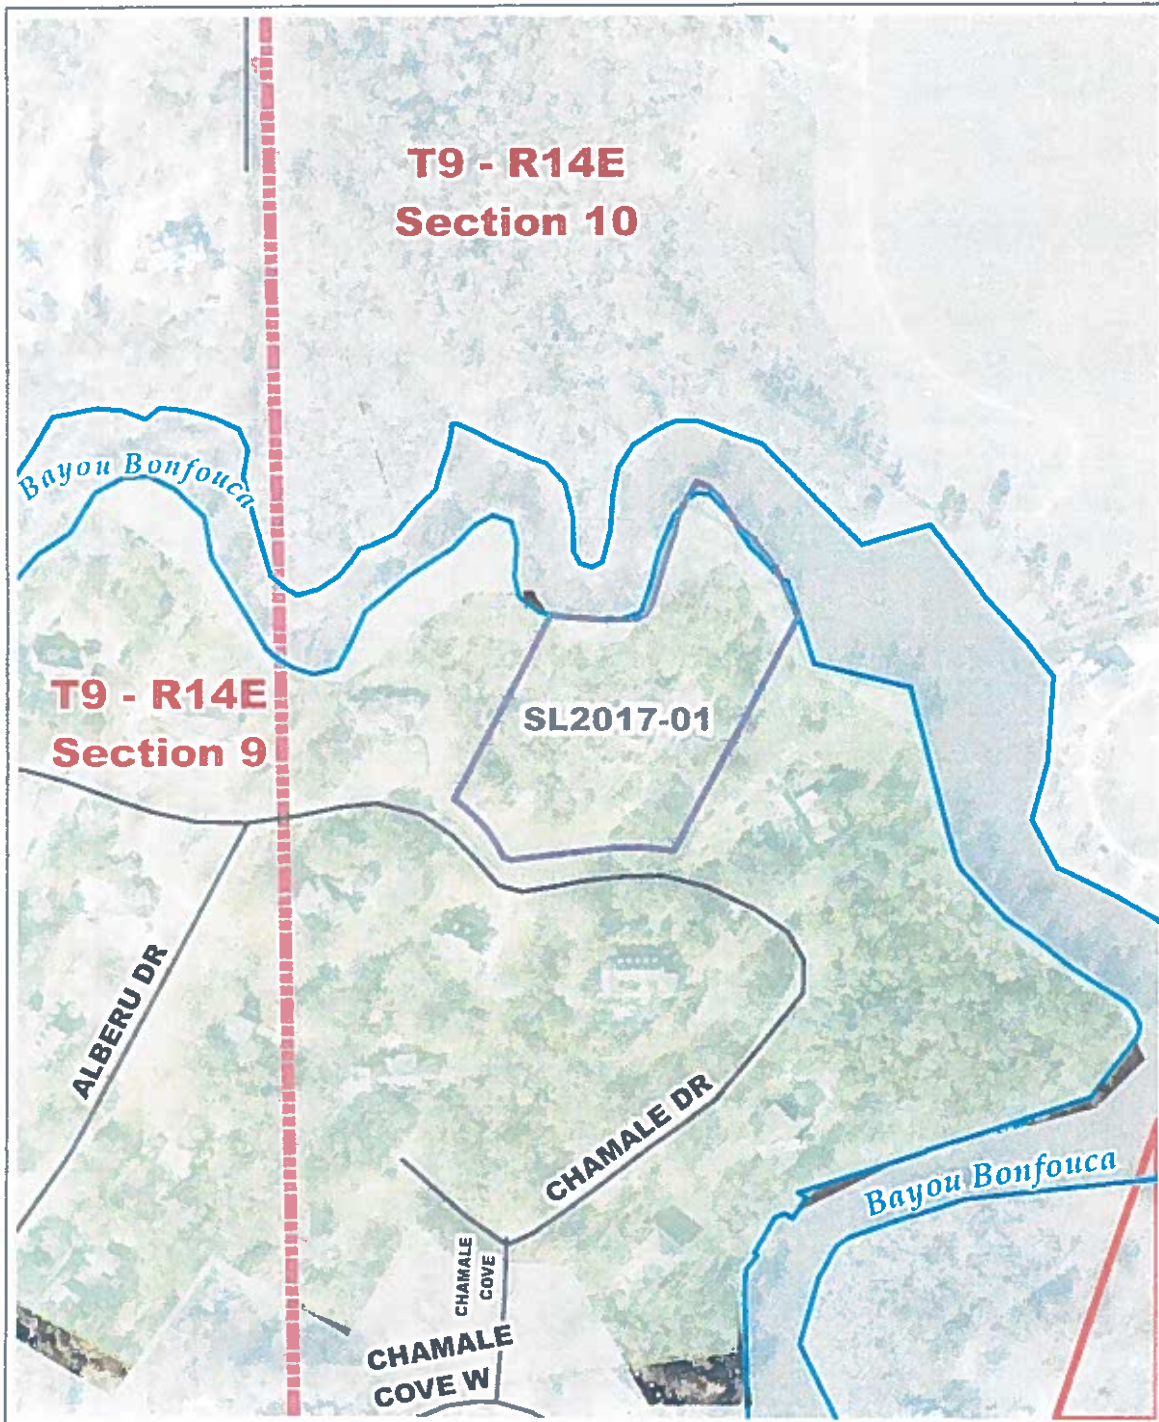 T9 - R14E
Section 10
Bayou Bonfouca
T9 - R14E
Section 9
SL2017-01
ALBERU DR
CHAMALE DR
Bayou Bonfouca
CHAMALE
COVE
CHAMALE
COVE W